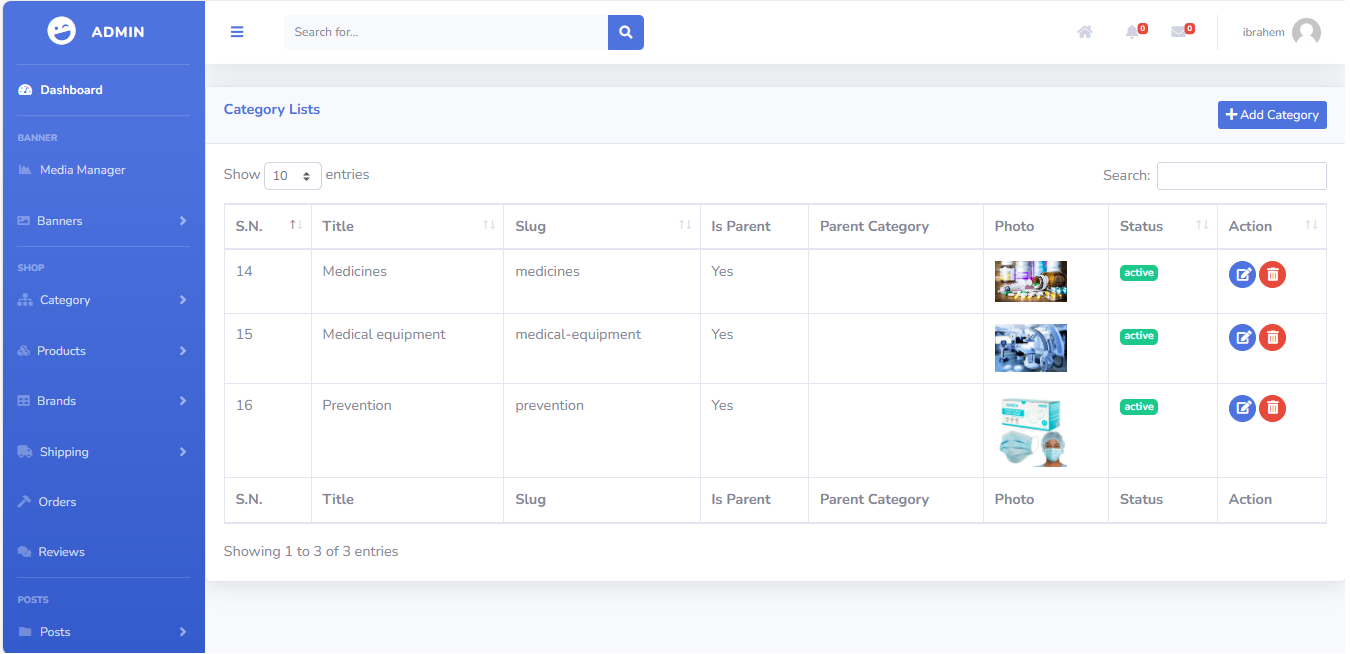 ADMIN
Search for...
0
0
ibrahem
Dashboard
Category Lists
Add Category
BANNER
Media Manager
Banners
SHOP
Category
Products
Brands
Shipping
Orders
Reviews
POSTS
Posts
Show 10 entries
Search:
S.N. Title Slug Is Parent Parent Category Photo Status Action
14 Medicines medicines Yes active
15 Medical equipment medical-equipment Yes active
16 Prevention prevention Yes active
S.N. Title Slug Is Parent Parent Category Photo Status Action
Showing 1 to 3 of 3 entries